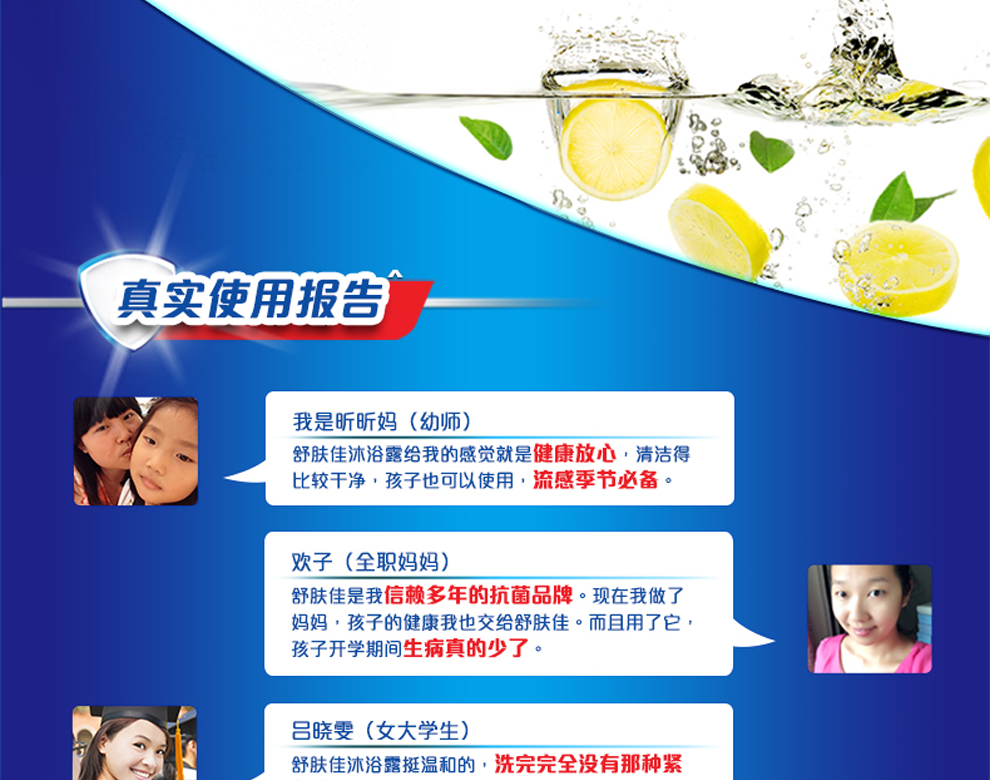 真实使用报告
我是昕昕妈（幼师）
舒肤佳沐浴露给我的感觉就是健康放心，清洁得
比较干净，孩子也可以使用，流感季节必备。
欢子（全职妈妈）
舒肤佳是我信赖多年的抗菌品牌。现在我做了
妈妈，孩子的健康我也交给舒肤佳。而且用了它，
孩子开学期间生病真的少了。
吕晓雯（女大学生）
舒肤佳沐浴露挺温和的，洗完完全没有那种紧